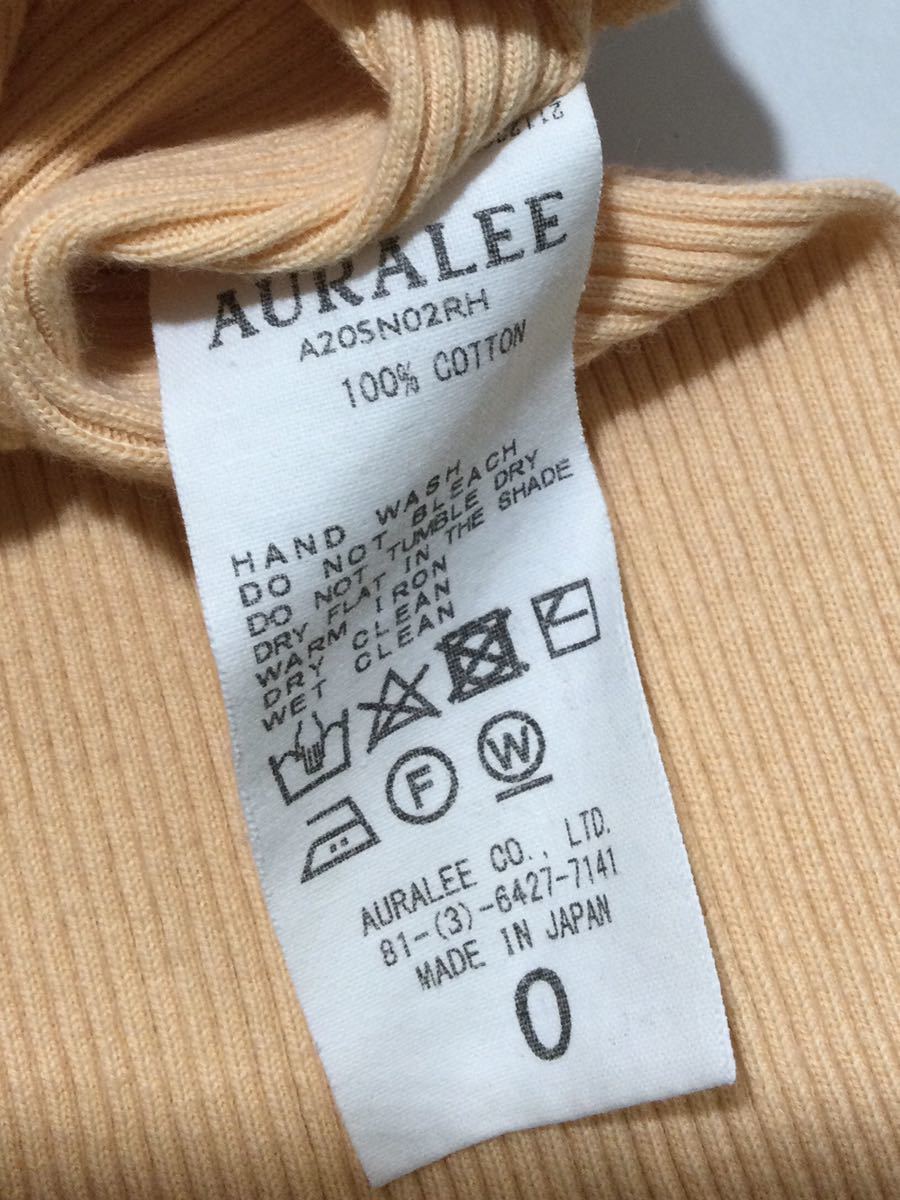 AURALEE
A20SN02RH
100% COTTON
HAND WASH
DO NOT BLEACH
DO NOT TUMBLE DRY
DRY FLAT IN THE SHADE
WARM IRON
DRY CLEAN
WET CLEAN
F W
AURALEE CO., LTD.
81-(3)-6427-7141
MADE IN JAPAN
0